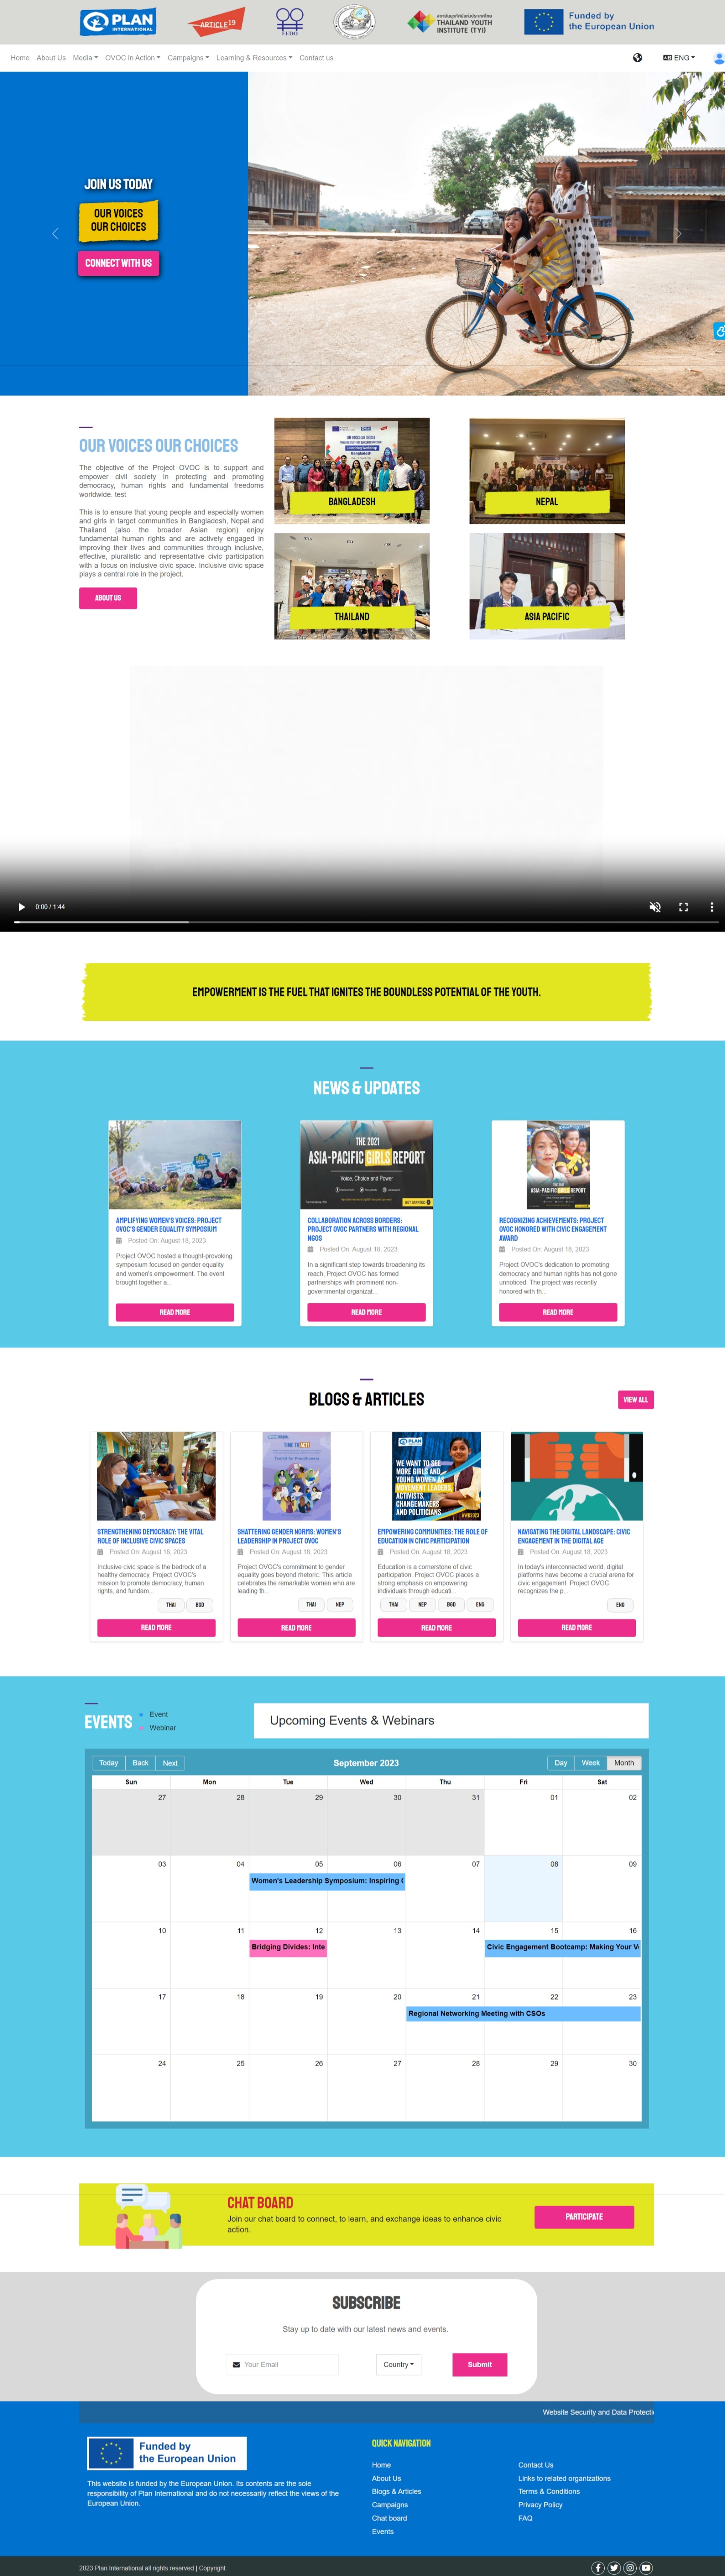 PLAN
INTERNATIONAL
ARTICLE 19
THAILAND YOUTH
INSTITUTE (TYI)
Funded by
the European Union
Home About Us Media OVOC in Action Campaigns Learning & Resources Contact us ENG
JOIN US TODAY
OUR VOICES
OUR CHOICES
CONNECT WITH US
OUR VOICES OUR CHOICES
The objective of the Project OVOC is to support and
empower civil society in protecting and promoting
democracy, human rights and fundamental freedoms
worldwide. test
This is to ensure that young people and especially women
and girls in target communities in Bangladesh, Nepal and
Thailand (also the broader Asian region) enjoy
fundamental human rights and are actively engaged in
improving their lives and communities through inclusive,
effective, pluralistic and representative civic participation
with a focus on inclusive civic space. Inclusive civic space
plays a central role in the project.
ABOUT US
BANGLADESH
NEPAL
THAILAND
ASIA PACIFIC
0:00 / 1:44
EMPOWERMENT IS THE FUEL THAT IGNITES THE BOUNDLESS POTENTIAL OF THE YOUTH.
NEWS & UPDATES
AMPLIFYING WOMEN'S VOICES: PROJECT
OVOC'S GENDER EQUALITY SYMPOSIUM
Posted On: August 18, 2023
Project OVOC hosted a thought-provoking
symposium focused on gender equality
and women's empowerment. The event
brought together a...
READ MORE
THE 2021
ASIA-PACIFIC GIRLS REPORT
Voice, Choice and Power
COLLABORATION ACROSS BORDERS:
PROJECT OVOC PARTNERS WITH REGIONAL
NGOS
Posted On: August 18, 2023
In a significant step towards broadening its
reach, Project OVOC has formed
partnerships with prominent non-
governmental organizat...
READ MORE
ASIA-PACIFIC GIRLS REPORT
RECOGNIZING ACHIEVEMENTS: PROJECT
OVOC HONORED WITH CIVIC ENGAGEMENT
AWARD
Posted On: August 18, 2023
Project OVOC's dedication to promoting
democracy and human rights has not gone
unnoticed. The project was recently
honored with th...
READ MORE
BLOGS & ARTICLES
VIEW ALL
STRENGTHENING DEMOCRACY: THE VITAL
ROLE OF INCLUSIVE CIVIC SPACES
Posted On: August 18, 2023
Inclusive civic space is the bedrock of a
healthy democracy. Project OVOC's
mission to promote democracy, human
rights, and fundam...
THAI BGD
READ MORE
TIME TO ACT!
SHATTERING GENDER NORMS: WOMEN'S
LEADERSHIP IN PROJECT OVOC
Posted On: August 18, 2023
Project OVOC's commitment to gender
equality goes beyond rhetoric. This article
celebrates the remarkable women who are
leading th...
THAI NEP
READ MORE
PLAN
WE WANT TO SEE
MORE GIRLS AND
YOUNG WOMEN AS
MOVEMENT LEADERS,
ACTIVISTS,
CHANGEMAKERS
AND POLITICIANS.
EMPOWERING COMMUNITIES: THE ROLE OF
EDUCATION IN CIVIC PARTICIPATION
Posted On: August 18, 2023
Education is a cornerstone of civic
participation. Project OVOC places a
strong emphasis on empowering
individuals through educati...
THAI NEP BGD ENG
READ MORE
NAVIGATING THE DIGITAL LANDSCAPE: CIVIC
ENGAGEMENT IN THE DIGITAL AGE
Posted On: August 18, 2023
In today's interconnected world, digital
platforms have become a crucial arena for
civic engagement. Project OVOC
recognizes the p...
ENG
READ MORE
EVENTS
Event
Webinar
Upcoming Events & Webinars
Today Back Next September 2023 Day Week Month
Sun Mon Tue Wed Thu Fri Sat
27 28 29 30 31 01 02
03 04 05 06 07 08 09
Women's Leadership Symposium: Inspiring C
10 11 12 13 14 15 16
Bridging Divides: Inte Civic Engagement Bootcamp: Making Your V
17 18 19 20 21 22 23
Regional Networking Meeting with CSOs
24 25 26 27 28 29 30
CHAT BOARD
Join our chat board to connect, to learn, and exchange ideas to enhance civic
action.
PARTICIPATE
SUBSCRIBE
Stay up to date with our latest news and events.
Your Email Country Submit
Website Security and Data Protectio
Funded by
the European Union
This website is funded by the European Union. Its contents are the sole
responsibility of Plan International and do not necessarily reflect the views of the
European Union.
QUICK NAVIGATION
Home
About Us
Blogs & Articles
Campaigns
Chat board
Events
Contact Us
Links to related organizations
Terms & Conditions
Privacy Policy
FAQ
2023 Plan International all rights reserved | Copyright